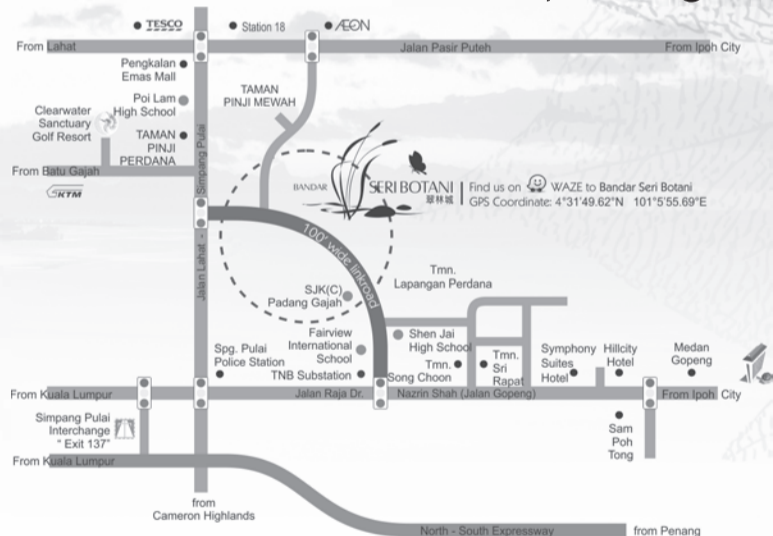 TESCO
Station 18
ÆON
From Lahat
Jalan Pasir Puteh
From Ipoh City
Pengkalan
Emas Mall
Poi Lam
High School
Clearwater
Sanctuary
Golf Resort
TAMAN
PINJI
PERDANA
TAMAN
PINJI MEWAH
From Batu Gajah
KTM
Jalan Lahat - Simpang Pulai
BANDAR
SERI BOTANI
翠林城
Find us on WAZE to Bandar Seri Botani
GPS Coordinate: 4°31'49.62"N 101°5'55.69"E
100' wide linkroad
SJK(C)
Padang Gajah
Tmn.
Lapangan Perdana
Fairview
International
School
Shen Jai
High School
Spg. Pulai
Police Station
TNB Substation
Tmn.
Song Choon
Tmn.
Sri
Rapat
Symphony
Suites
Hotel
Hillcity
Hotel
Medan
Gopeng
From Kuala Lumpur
Jalan Raja Dr. Nazrin Shah (Jalan Gopeng)
From Ipoh City
Simpang Pulai
Interchange
" Exit 137"
Sam
Poh
Tong
From Kuala Lumpur
from
Cameron Highlands
North - South Expressway
from Penang